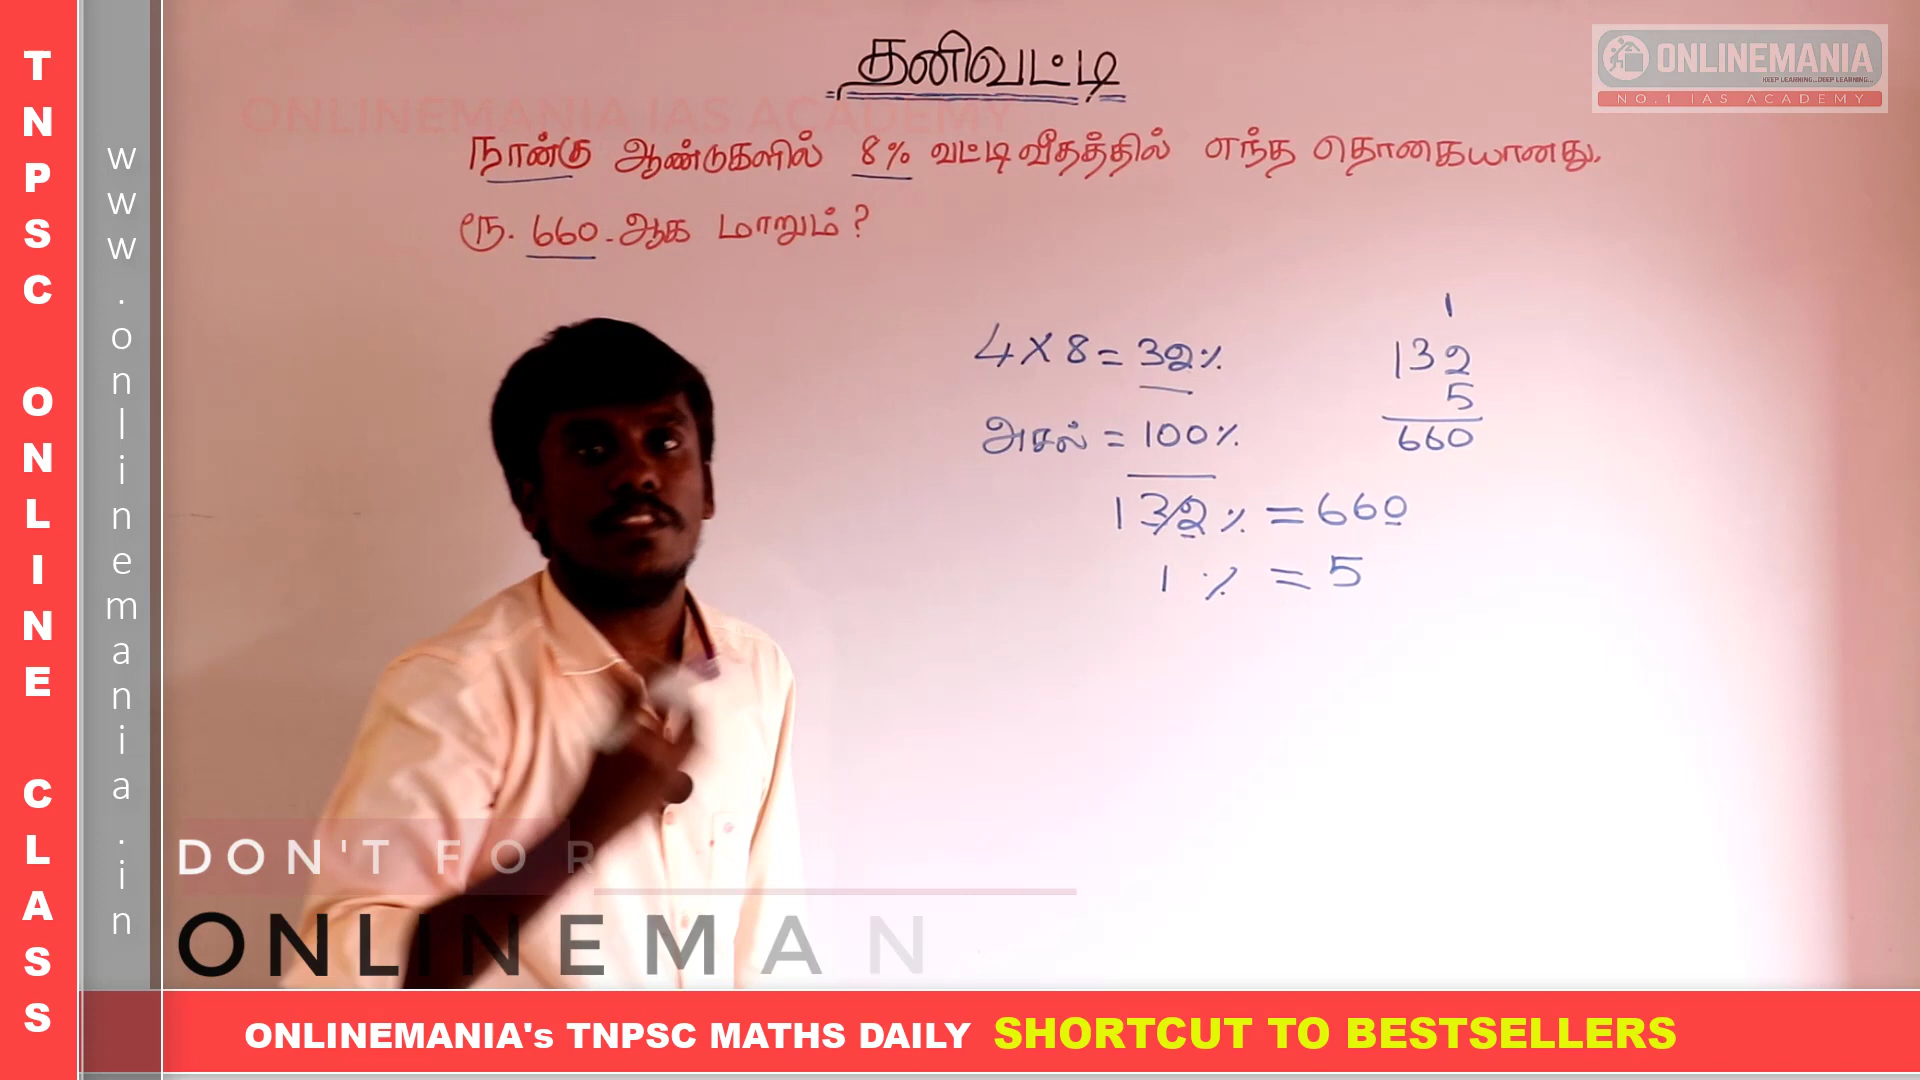 TNPSC ONLINE CLASS
www.onlinemania.in
ONLINEMANIA
KEEP LEARNING...DEEP LEARNING...
NO.1 IAS ACADEMY
தனிவட்டி
ONLINEMANIA IAS ACADEMY
நான்கு ஆண்டுகளில் 8% வட்டி வீதத்தில் எந்த தொகையானது.
ரூ. 660 .ஆக மாறும்?
4 X 8 = 32%
அசல் = 100%
132 % = 660
1 % = 5
1
132
5
660
DON'T FOR
ONLINEMAN
ONLINEMANIA's TNPSC MATHS DAILY SHORTCUT TO BESTSELLERS